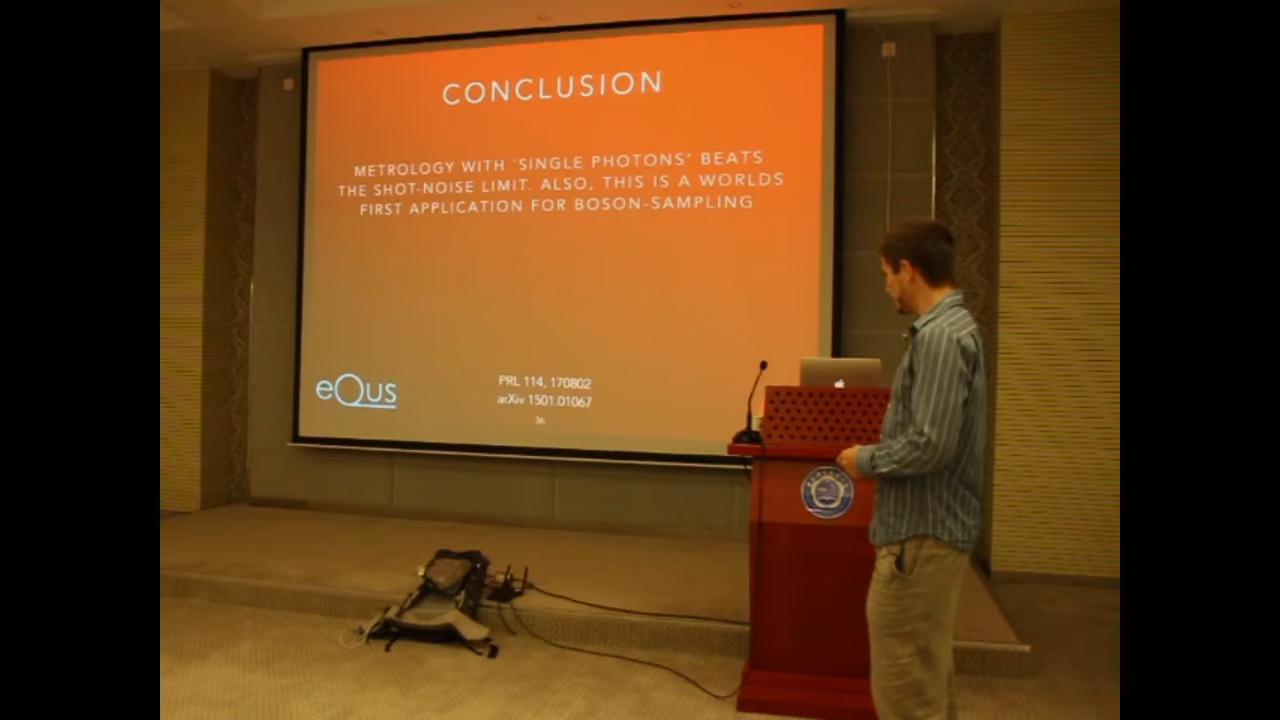 CONCLUSION
METROLOGY WITH 'SINGLE PHOTONS' BEATS
THE SHOT-NOISE LIMIT. ALSO, THIS IS A WORLDS
FIRST APPLICATION FOR BOSON-SAMPLING
eQus
PRL 114, 170802
arXiv 1501.01067
36